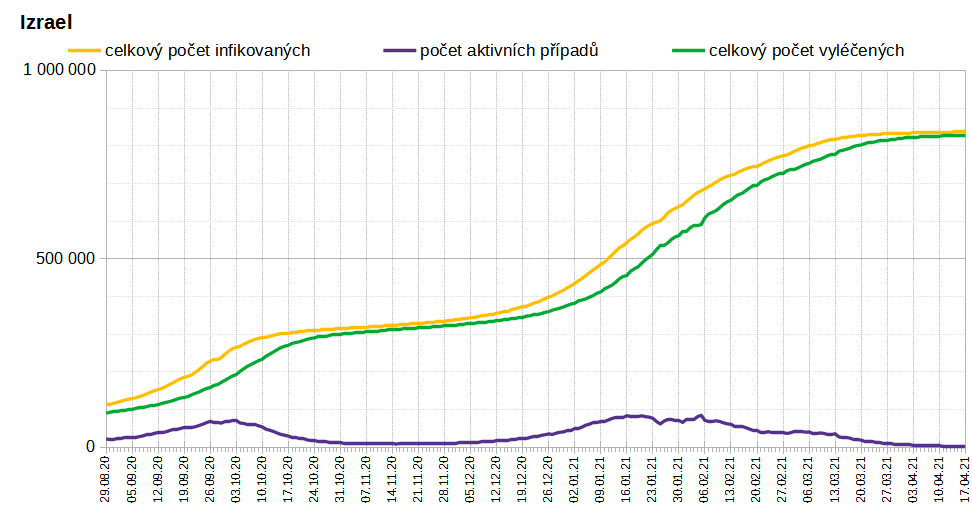 Izrael
celkový počet infikovaných počet aktivních případů celkový počet vyléčených
1 000 000
500 000
0
29.08.20 05.09.20 12.09.20 19.09.20 26.09.20 03.10.20 10.10.20 17.10.20 24.10.20 31.10.20 07.11.20 14.11.20 21.11.20 28.11.20 05.12.20 12.12.20 19.12.20 26.12.20 02.01.21 09.01.21 16.01.21 23.01.21 30.01.21 06.02.21 13.02.21 20.02.21 27.02.21 06.03.21 13.03.21 20.03.21 27.03.21 03.04.21 10.04.21 17.04.21